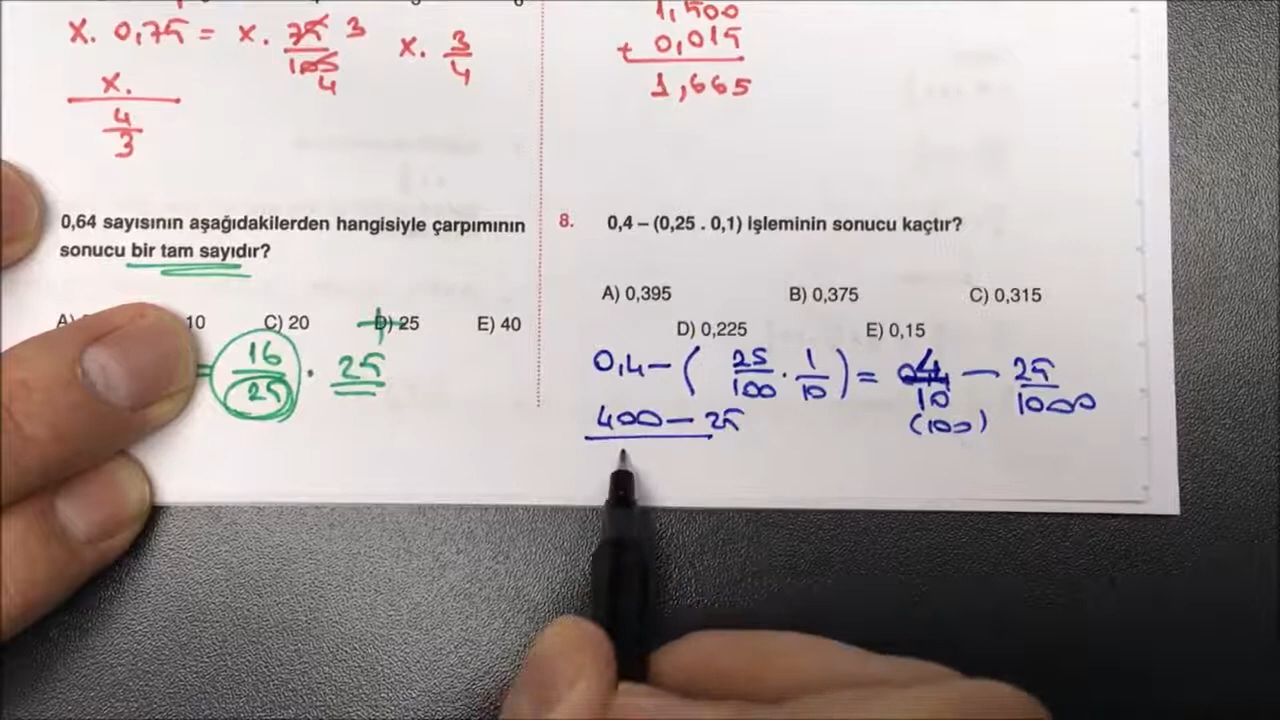 x. 0,75 = x. 75 3 x. 3
105 4
4
x.
4
3
1,500
+ 0,015
1,665
0,64 sayısının aşağıdakilerden hangisiyle çarpımının
sonucu bir tam sayıdır?
A) 10 C) 20 D) 25 E) 40
= 16 . 25
25
8. 0,4 – (0,25 . 0,1) işleminin sonucu kaçtır?
A) 0,395 B) 0,375 C) 0,315
D) 0,225 E) 0,15
0,4 – ( 25 . 1 ) = 4 – 25
100 10 10 1000
(100)
400 – 25